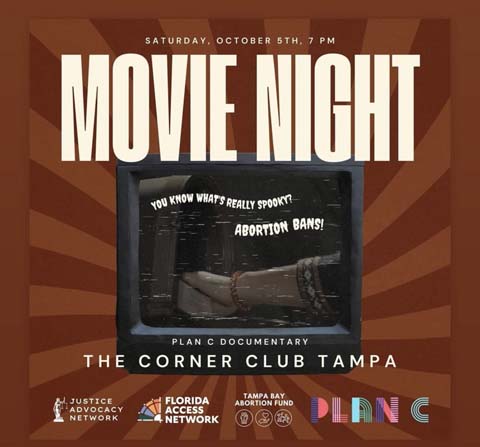 SATURDAY, OCTOBER 5TH, 7 PM
MOVIE NIGHT
YOU KNOW WHAT'S REALLY SPOOKY?
ABORTION BANS!
PLAN C DOCUMENTARY
THE CORNER CLUB TAMPA
JUSTICE
ADVOCACY
NETWORK
FLORIDA
ACCESS
NETWORK
TAMPA BAY
ABORTION FUND
PLAN C